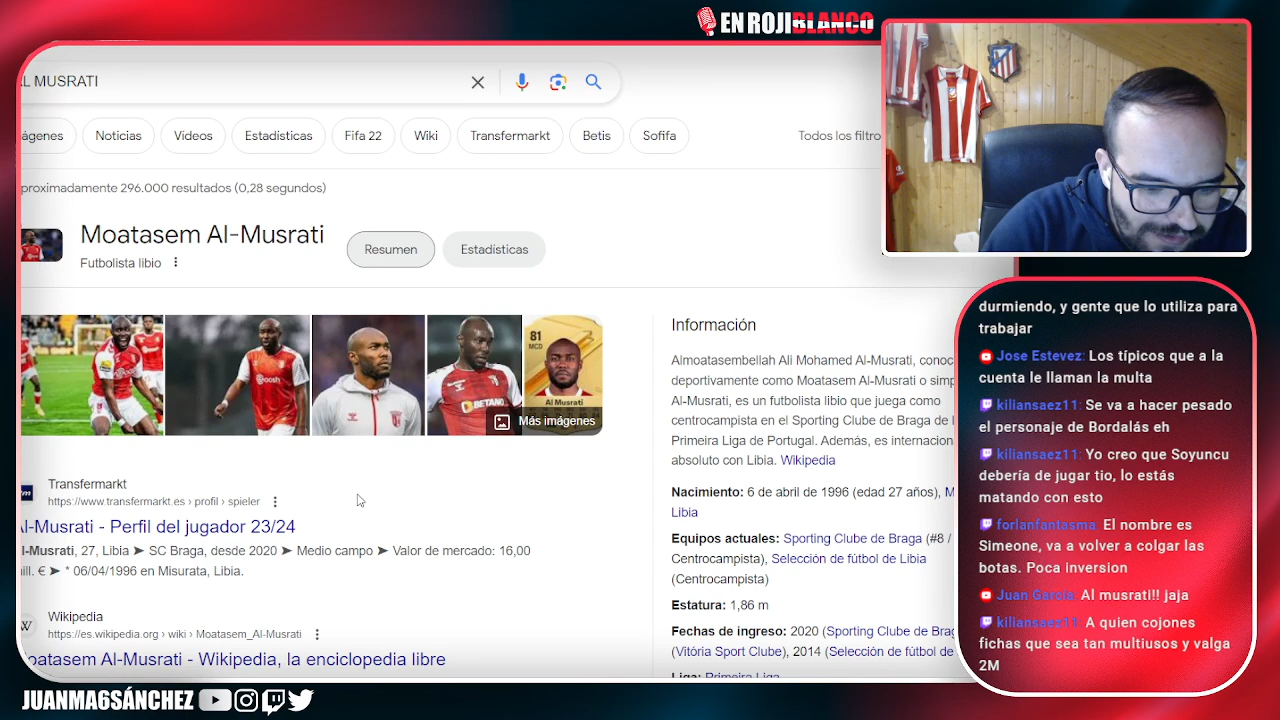 EN ROJIBLANCO
AL MUSRATI
ágenes
Noticias
Videos
Estadísticas
Fifa 22
Wiki
Transfermarkt
Betis
Sofifa
Todos los filtro
proximadamente 296.000 resultados (0,28 segundos)
Moatasem Al-Musrati
Futbolista libio
Resumen
Estadísticas
81
MCD
Al Musrati
BETANO
Más imágenes
Información
Almoatasembellah Ali Mohamed Al-Musrati, conoc
deportivamente como Moatasem Al-Musrati o simp
Al-Musrati, es un futbolista libio que juega como
centrocampista en el Sporting Clube de Braga de
Primeira Liga de Portugal. Además, es internacion
absoluto con Libia. Wikipedia
Nacimiento: 6 de abril de 1996 (edad 27 años), M
Libia
Equipos actuales: Sporting Clube de Braga (#8 /
Centrocampista), Selección de fútbol de Libia
(Centrocampista)
Estatura: 1,86 m
Fechas de ingreso: 2020 (Sporting Clube de Brag
(Vitória Sport Clube), 2014 (Selección de fútbol de
Liga: Primeira Liga
Transfermarkt
https://www.transfermarkt.es › profil › spieler
Al-Musrati - Perfil del jugador 23/24
l-Musrati, 27, Libia ➤ SC Braga, desde 2020 ➤ Medio campo ➤ Valor de mercado: 16,00
ill. € ➤ * 06/04/1996 en Misurata, Libia.
W
Wikipedia
https://es.wikipedia.org › wiki › Moatasem_Al-Musrati
oatasem Al-Musrati - Wikipedia, la enciclopedia libre
durmiendo, y gente que lo utiliza para
trabajar
Jose Estevez: Los típicos que a la
cuenta le llaman la multa
kiliansaez11: Se va a hacer pesado
el personaje de Bordalás eh
kiliansaez11: Yo creo que Soyuncu
debería de jugar tio, lo estás
matando con esto
forlanfantasma: El nombre es
Simeone, va a volver a colgar las
botas. Poca inversion
Juan Garcia: Al musrati!! jaja
kiliansaez11: A quien cojones
fichas que sea tan multiusos y valga
2M
JUANMA6SÁNCHEZ